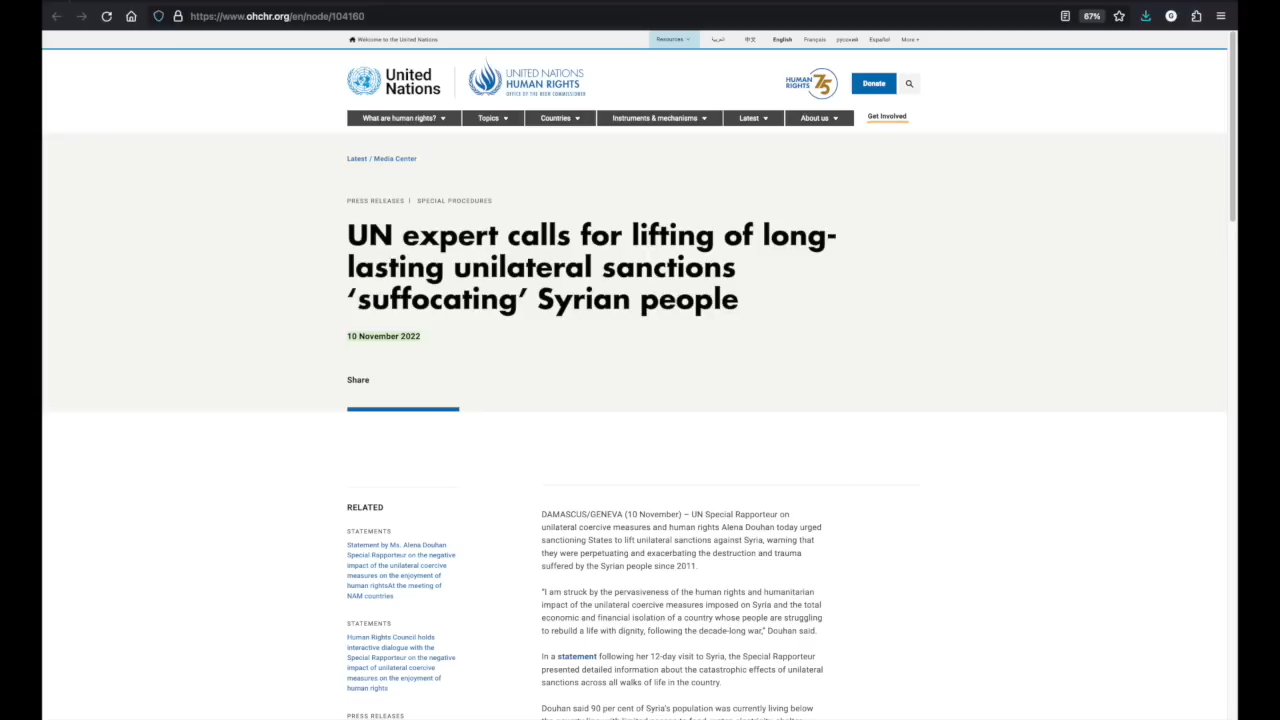 https://www.ohchr.org/en/node/104160
67%
G
Welcome to the United Nations
Resources
العربية
中文
English
Français
русский
Español
More
United
Nations
UNITED NATIONS
HUMAN RIGHTS
OFFICE OF THE HIGH COMMISSIONER
HUMAN
RIGHTS
75
Donate
What are human rights?
Topics
Countries
Instruments & mechanisms
Latest
About us
Get Involved
Latest / Media Center
PRESS RELEASES | SPECIAL PROCEDURES
UN expert calls for lifting of long-
lasting unilateral sanctions
‘suffocating’ Syrian people
10 November 2022
Share
RELATED
STATEMENTS
Statement by Ms. Alena Douhan
Special Rapporteur on the negative
impact of the unilateral coercive
measures on the enjoyment of
human rightsAt the meeting of
NAM countries
STATEMENTS
Human Rights Council holds
interactive dialogue with the
Special Rapporteur on the negative
impact of unilateral coercive
measures on the enjoyment of
human rights
PRESS RELEASES
DAMASCUS/GENEVA (10 November) – UN Special Rapporteur on
unilateral coercive measures and human rights Alena Douhan today urged
sanctioning States to lift unilateral sanctions against Syria, warning that
they were perpetuating and exacerbating the destruction and trauma
suffered by the Syrian people since 2011.
“I am struck by the pervasiveness of the human rights and humanitarian
impact of the unilateral coercive measures imposed on Syria and the total
economic and financial isolation of a country whose people are struggling
to rebuild a life with dignity, following the decade-long war,” Douhan said.
In a statement following her 12-day visit to Syria, the Special Rapporteur
presented detailed information about the catastrophic effects of unilateral
sanctions across all walks of life in the country.
Douhan said 90 per cent of Syria's population was currently living below